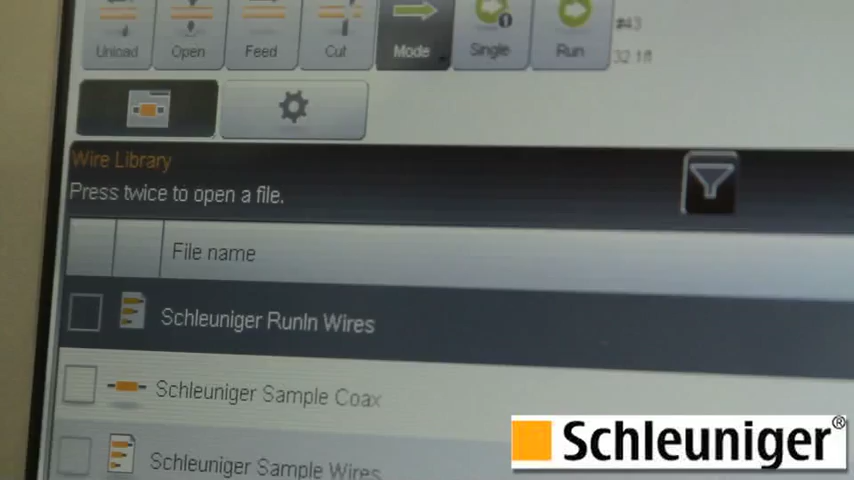 Unload Open Feed Cut Mode Single Run
#43
32.1ft
Wire Library
Press twice to open a file.
File name
Schleuniger RunIn Wires
Schleuniger Sample Coax
Schleuniger Sample Wires
Schleuniger®